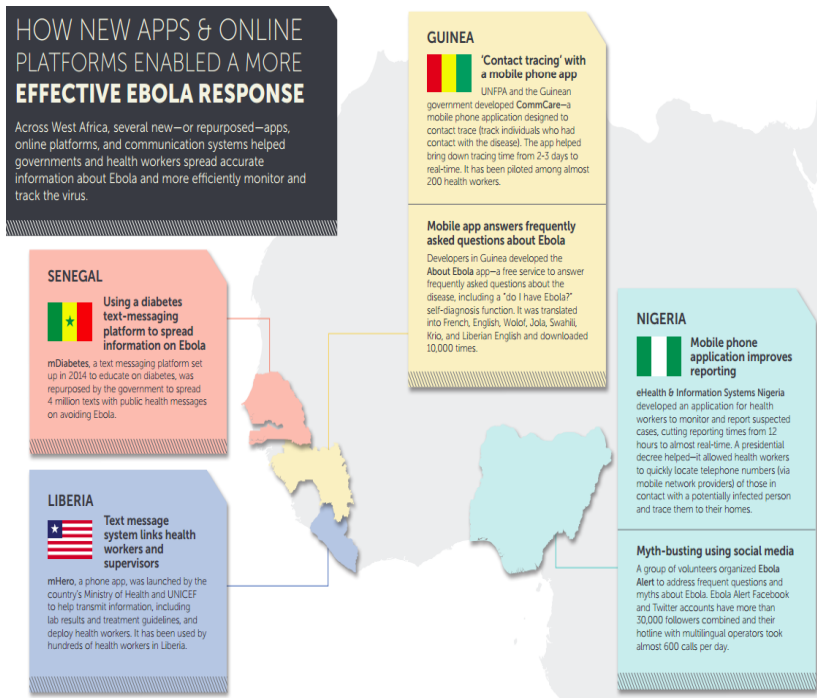 HOW NEW APPS & ONLINE
PLATFORMS ENABLED A MORE
EFFECTIVE EBOLA RESPONSE
Across West Africa, several new—or repurposed—apps,
online platforms, and communication systems helped
governments and health workers spread accurate
information about Ebola and more efficiently monitor and
track the virus.
SENEGAL
Using a diabetes
text-messaging
platform to spread
information on Ebola
mDiabetes, a text messaging platform set
up in 2014 to educate on diabetes, was
repurposed by the government to spread
4 million texts with public health messages
on avoiding Ebola.
LIBERIA
Text message
system links health
workers and
supervisors
mHero, a phone app, was launched by the
country's Ministry of Health and UNICEF
to help transmit information, including
lab results and treatment guidelines, and
deploy health workers. It has been used by
hundreds of health workers in Liberia.
GUINEA
'Contact tracing' with
a mobile phone app
UNFPA and the Guinean
government developed CommCare—a
mobile phone application designed to
contact trace (track individuals who had
contact with the disease). The app helped
bring down tracing time from 2-3 days to
real-time. It has been piloted among almost
200 health workers.
Mobile app answers frequently
asked questions about Ebola
Developers in Guinea developed the
About Ebola app—a free service to answer
frequently asked questions about the
disease, including a "do I have Ebola?"
self-diagnosis function. It was translated
into French, English, Wolof, Jola, Swahili,
Krio, and Liberian English and downloaded
10,000 times.
NIGERIA
Mobile phone
application improves
reporting
eHealth & Information Systems Nigeria
developed an application for health
workers to monitor and report suspected
cases, cutting reporting times from 12
hours to almost real-time. A presidential
decree helped—it allowed health workers
to quickly locate telephone numbers (via
mobile network providers) of those in
contact with a potentially infected person
and trace them to their homes.
Myth-busting using social media
A group of volunteers organized Ebola
Alert to address frequent questions and
myths about Ebola. Ebola Alert Facebook
and Twitter accounts have more than
30,000 followers combined and their
hotline with multilingual operators took
almost 600 calls per day.